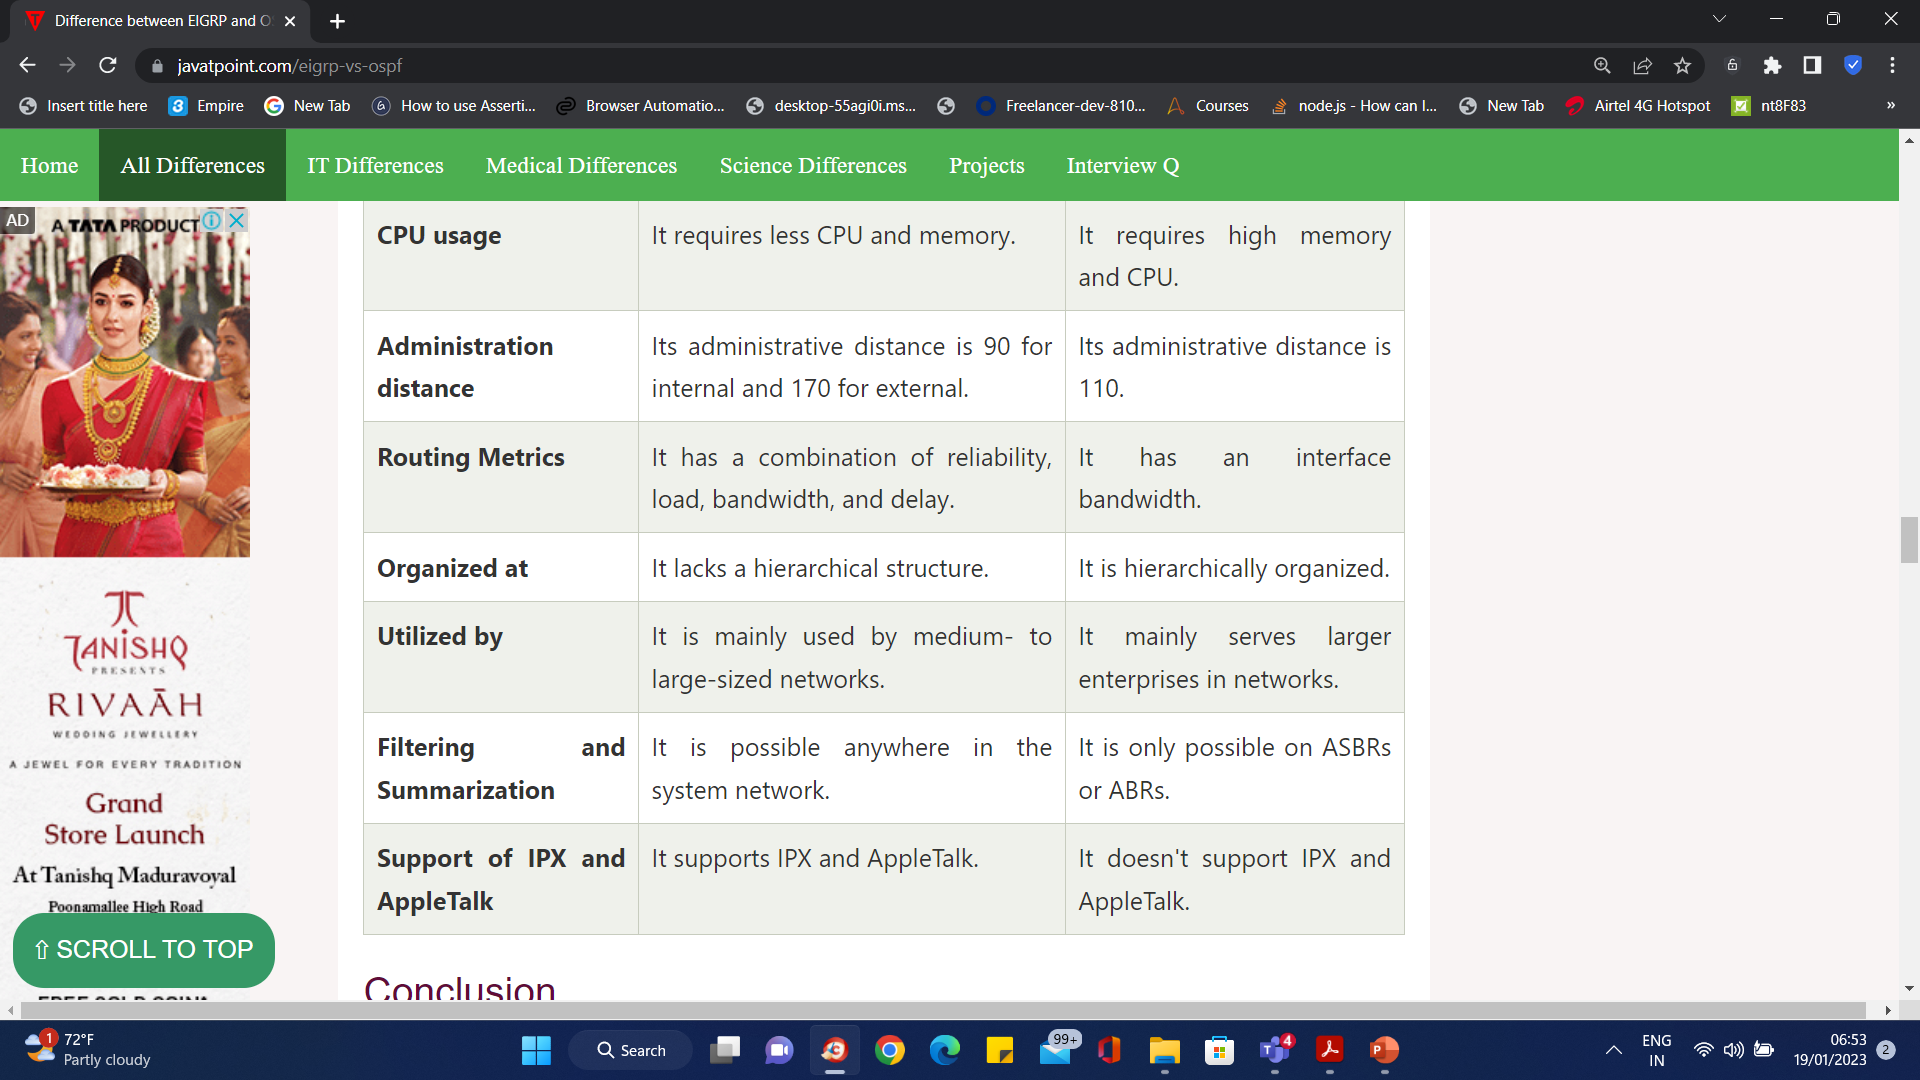 Difference between EIGRP and O
javatpoint.com/eigrp-vs-ospf
Insert title here
Empire
New Tab
How to use Asserti...
Browser Automatio...
desktop-55agi0i.ms...
Freelancer-dev-810...
Courses
node.js - How can I...
New Tab
Airtel 4G Hotspot
nt8F83
»
Home
All Differences
IT Differences
Medical Differences
Science Differences
Projects
Interview Q
AD
A TATA PRODUCT
TANISHQ
PRESENTS
RIVAĀH
WEDDING JEWELLERY
A JEWEL FOR EVERY TRADITION
Grand
Store Launch
At Tanishq Maduravoyal
Poonamallee High Road
⇧ SCROLL TO TOP
CPU usage
It requires less CPU and memory.
It requires high memory
and CPU.
Administration
distance
Its administrative distance is 90 for
internal and 170 for external.
Its administrative distance is
110.
Routing Metrics
It has a combination of reliability,
load, bandwidth, and delay.
It has an interface
bandwidth.
Organized at
It lacks a hierarchical structure.
It is hierarchically organized.
Utilized by
It is mainly used by medium- to
large-sized networks.
It mainly serves larger
enterprises in networks.
Filtering and
Summarization
It is possible anywhere in the
system network.
It is only possible on ASBRs
or ABRs.
Support of IPX and
AppleTalk
It supports IPX and AppleTalk.
It doesn't support IPX and
AppleTalk.
Conclusion
1
72°F
Partly cloudy
Search
99+
4
ENG
IN
06:53
19/01/2023
2